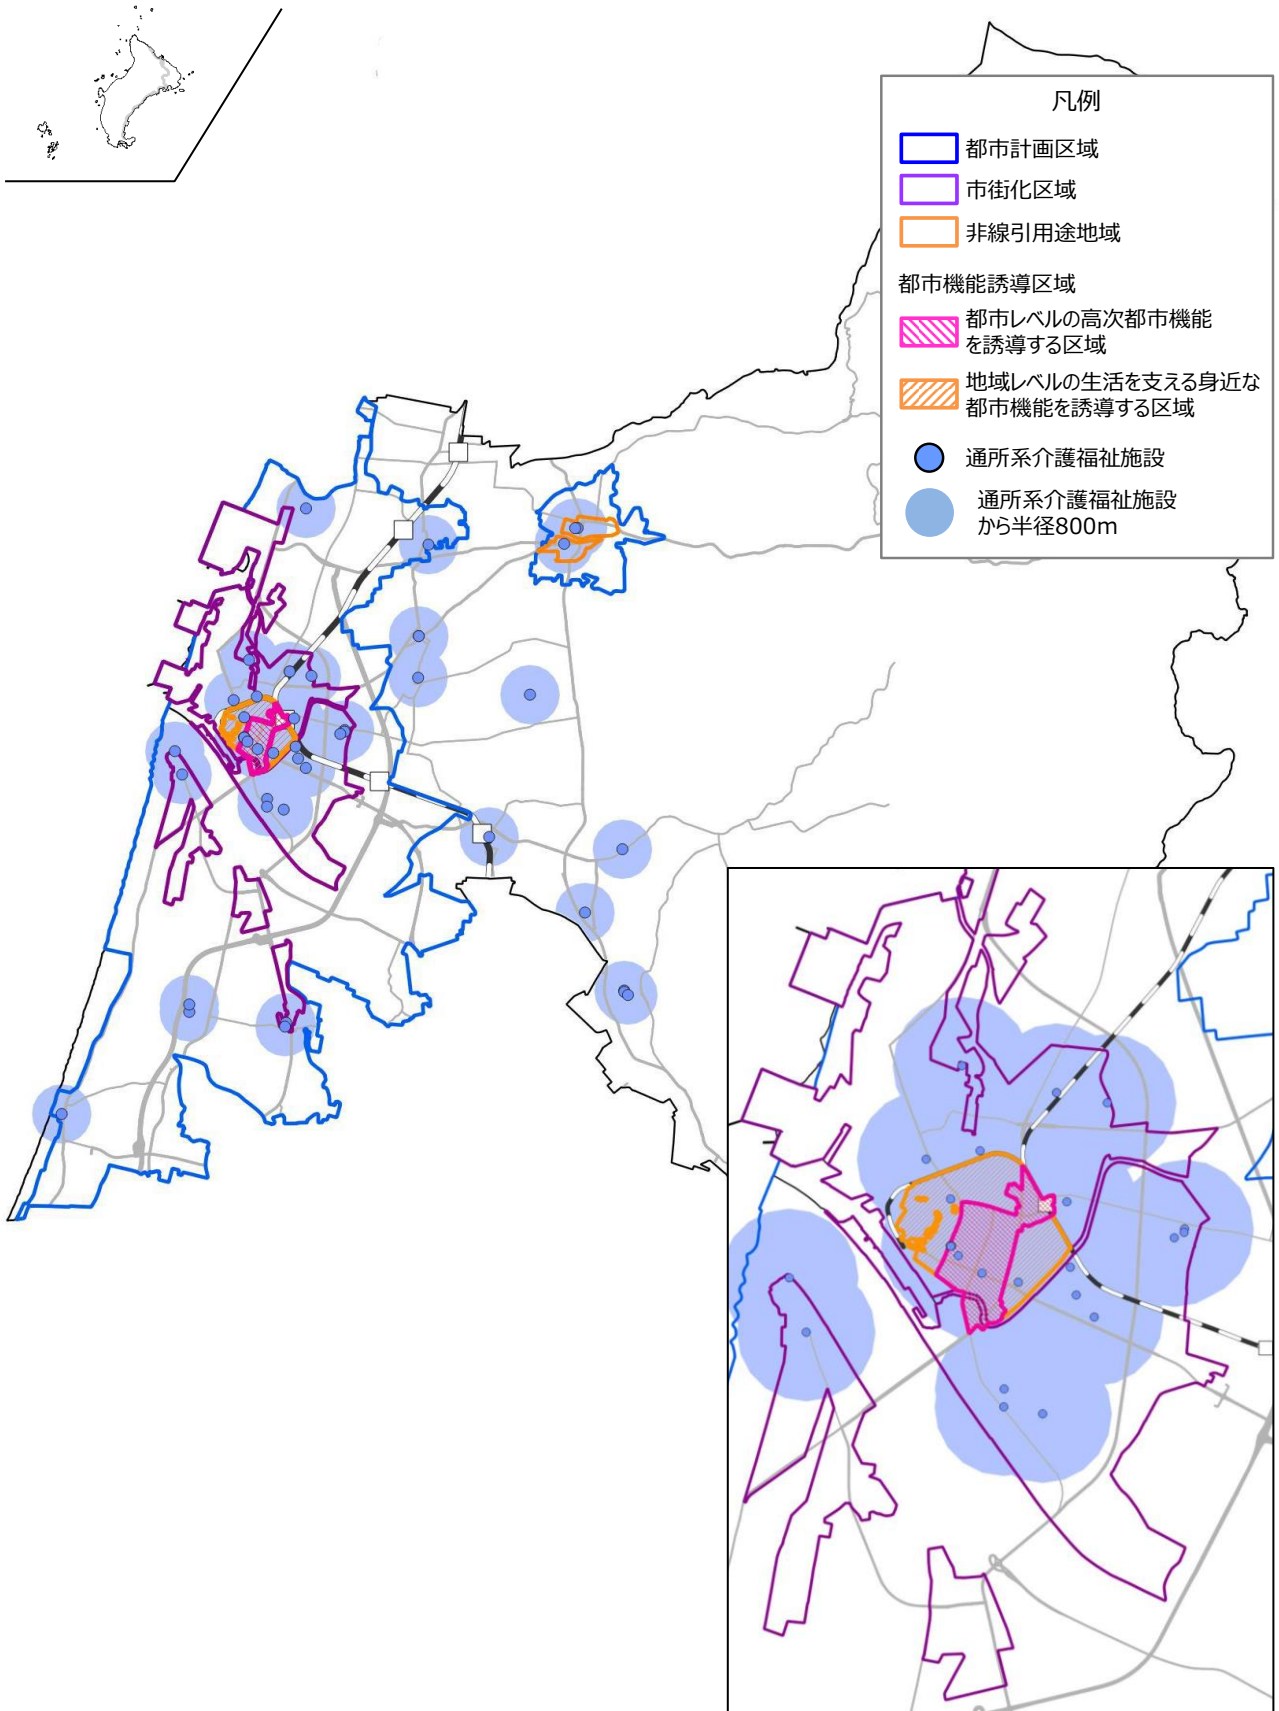 凡例
都市計画区域
市街化区域
非線引用途地域
都市機能誘導区域
都市レベルの高次都市機能
を誘導する区域
地域レベルの生活を支える身近な
都市機能を誘導する区域
通所系介護福祉施設
通所系介護福祉施設
から半径800m